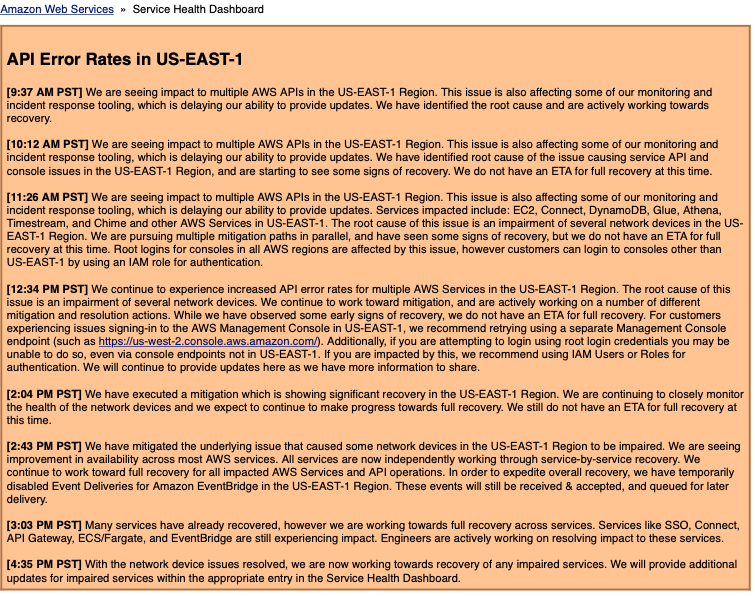 Amazon Web Services » Service Health Dashboard
API Error Rates in US-EAST-1
[9:37 AM PST] We are seeing impact to multiple AWS APIs in the US-EAST-1 Region. This issue is also affecting some of our monitoring and
incident response tooling, which is delaying our ability to provide updates. We have identified the root cause and are actively working towards
recovery.
[10:12 AM PST] We are seeing impact to multiple AWS APIs in the US-EAST-1 Region. This issue is also affecting some of our monitoring and
incident response tooling, which is delaying our ability to provide updates. We have identified root cause of the issue causing service API and
console issues in the US-EAST-1 Region, and are starting to see some signs of recovery. We do not have an ETA for full recovery at this time.
[11:26 AM PST] We are seeing impact to multiple AWS APIs in the US-EAST-1 Region. This issue is also affecting some of our monitoring and
incident response tooling, which is delaying our ability to provide updates. Services impacted include: EC2, Connect, DynamoDB, Glue, Athena,
Timestream, and Chime and other AWS Services in US-EAST-1. The root cause of this issue is an impairment of several network devices in the US-
EAST-1 Region. We are pursuing multiple mitigation paths in parallel, and have seen some signs of recovery, but we do not have an ETA for full
recovery at this time. Root logins for consoles in all AWS regions are affected by this issue, however customers can login to consoles other than
US-EAST-1 by using an IAM role for authentication.
[12:34 PM PST] We continue to experience increased API error rates for multiple AWS Services in the US-EAST-1 Region. The root cause of this
issue is an impairment of several network devices. We continue to work toward mitigation, and are actively working on a number of different
mitigation and resolution actions. While we have observed some early signs of recovery, we do not have an ETA for full recovery. For customers
experiencing issues signing-in to the AWS Management Console in US-EAST-1, we recommend retrying using a separate Management Console
endpoint (such as https://us-west-2.console.aws.amazon.com/). Additionally, if you are attempting to login using root login credentials you may be
unable to do so, even via console endpoints not in US-EAST-1. If you are impacted by this, we recommend using IAM Users or Roles for
authentication. We will continue to provide updates here as we have more information to share.
[2:04 PM PST] We have executed a mitigation which is showing significant recovery in the US-EAST-1 Region. We are continuing to closely monitor
the health of the network devices and we expect to continue to make progress towards full recovery. We still do not have an ETA for full recovery at
this time.
[2:43 PM PST] We have mitigated the underlying issue that caused some network devices in the US-EAST-1 Region to be impaired. We are seeing
improvement in availability across most AWS services. All services are now independently working through service-by-service recovery. We
continue to work toward full recovery for all impacted AWS Services and API operations. In order to expedite overall recovery, we have temporarily
disabled Event Deliveries for Amazon EventBridge in the US-EAST-1 Region. These events will still be received & accepted, and queued for later
delivery.
[3:03 PM PST] Many services have already recovered, however we are working towards full recovery across services. Services like SSO, Connect,
API Gateway, ECS/Fargate, and EventBridge are still experiencing impact. Engineers are actively working on resolving impact to these services.
[4:35 PM PST] With the network device issues resolved, we are now working towards recovery of any impaired services. We will provide additional
updates for impaired services within the appropriate entry in the Service Health Dashboard.